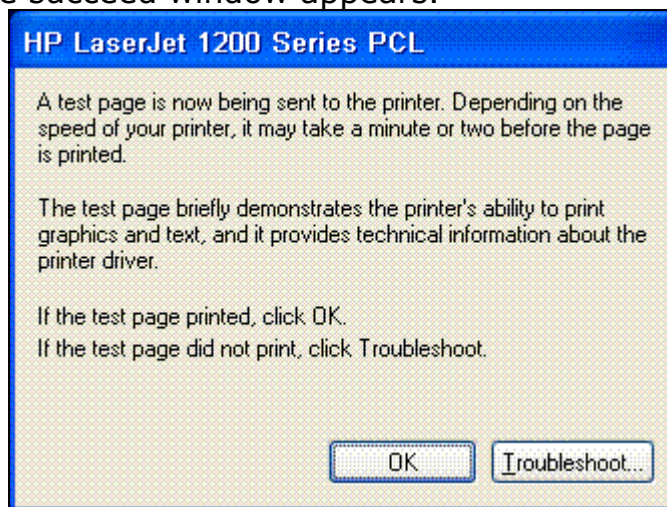 succeed window appears.
HP LaserJet 1200 Series PCL
A test page is now being sent to the printer. Depending on the
speed of your printer, it may take a minute or two before the page
is printed.
The test page briefly demonstrates the printer's ability to print
graphics and text, and it provides technical information about the
printer driver.
If the test page printed, click OK.
If the test page did not print, click Troubleshoot.
OK
Troubleshoot...